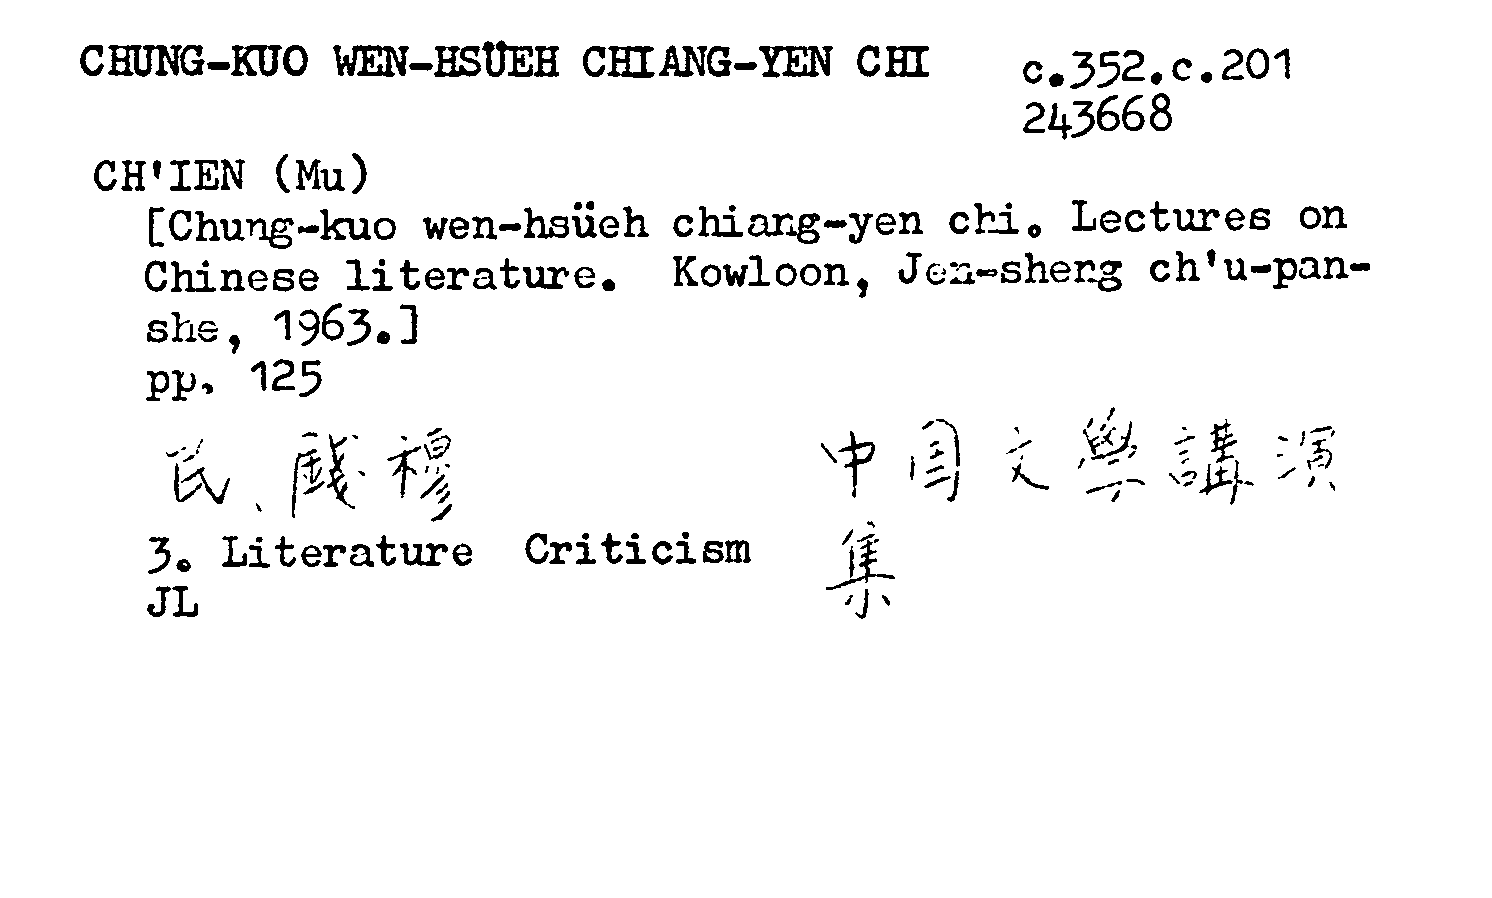 CHUNG-KUO WEN-HSÜEH CHIANG-YEN CHI c.352.c.201
243668
CH'IEN (Mu)
[Chung-kuo wen-hsüeh chiang-yen chi. Lectures on
Chinese literature. Kowloon, Jen-sheng ch'u-pan-
she, 1963.]
pp. 125
民、錢穆 中国文學講演
集
3. Literature Criticism
JL